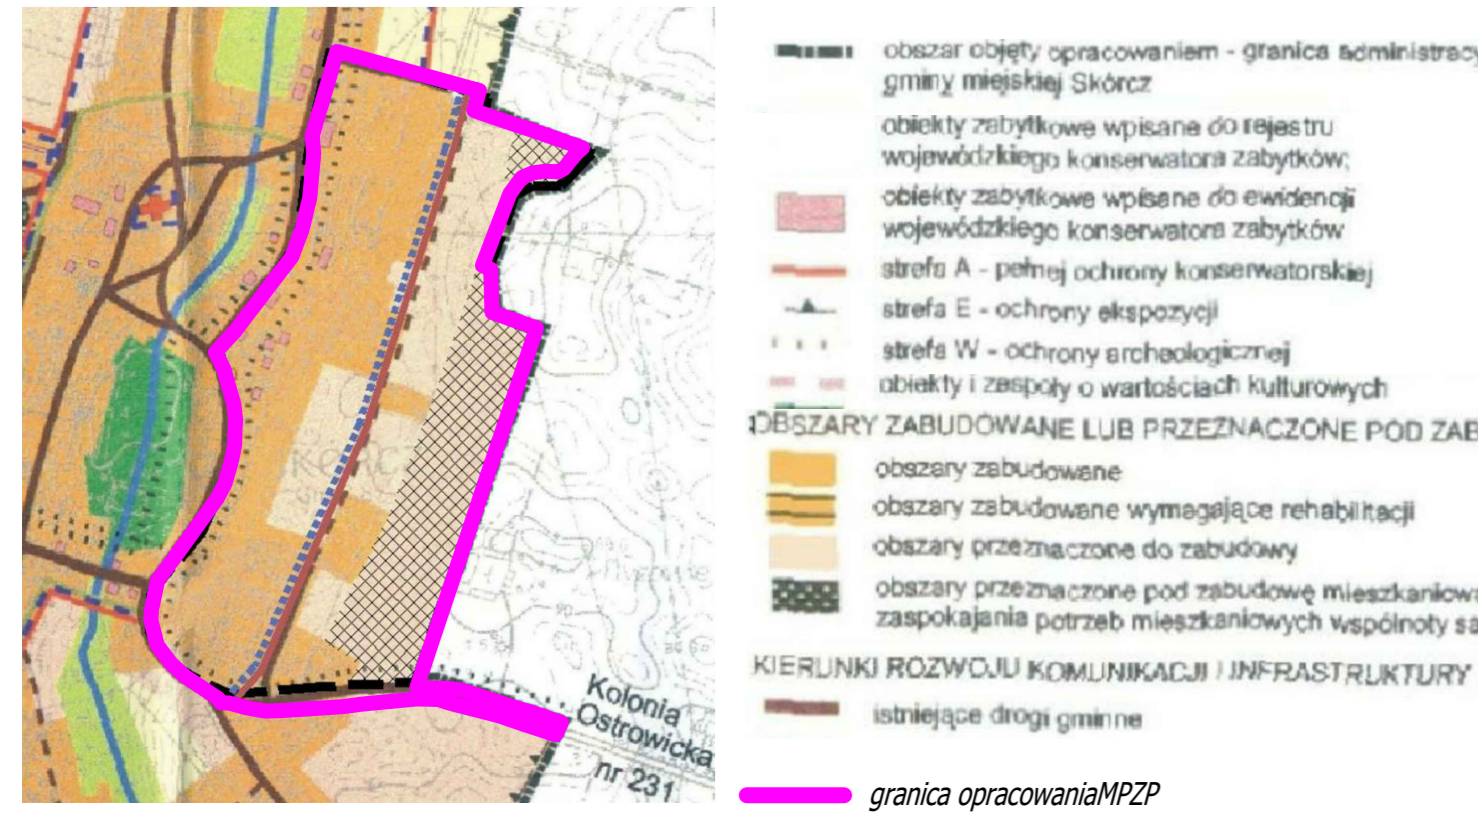 Kolonia
Ostrowicka
nr 231
obszar objęty opracowaniem - granica administracy
gminy miejskiej Skórcz
obiekty zabytkowe wpisane do rejestru
wojewódzkiego konserwatora zabytków;
obiekty zabytkowe wpisane do ewidencji
wojewódzkiego konserwatora zabytków
strefa A - pełnej ochrony konserwatorskiej
strefa E - ochrony ekspozycji
strefa W - ochrony archeologicznej
obiekty i zespoły o wartościach kulturowych
OBSZARY ZABUDOWANE LUB PRZEZNACZONE POD ZAB
obszary zabudowane
obszary zabudowane wymagające rehabilitacji
obszary przeznaczone do zabudowy
obszary przeznaczone pod zabudowę mieszkaniow
zaspokajania potrzeb mieszkaniowych wspólnoty sa
KIERUNKI ROZWOJU KOMUNIKACJI I INFRASTRUKTURY
istniejące drogi gminne
granica opracowaniaMPZP